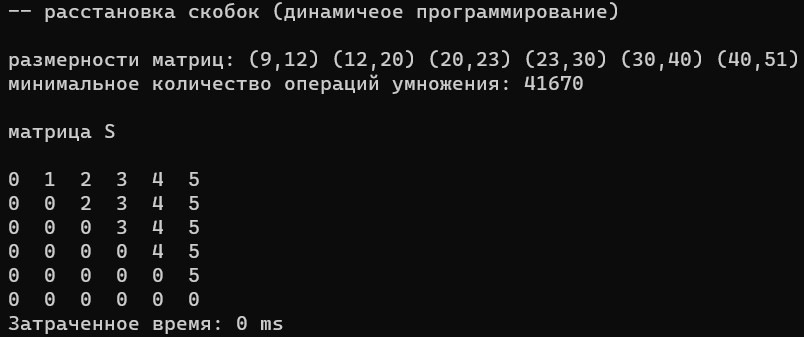 -- расстановка скобок (динамичеое программирование)
размерности матриц: (9,12) (12,20) (20,23) (23,30) (30,40) (40,51)
минимальное количество операций умножения: 41670
матрица S
0 1 2 3 4 5
0 0 2 3 4 5
0 0 0 3 4 5
0 0 0 0 4 5
0 0 0 0 0 5
0 0 0 0 0 0
Затраченное время: 0 ms